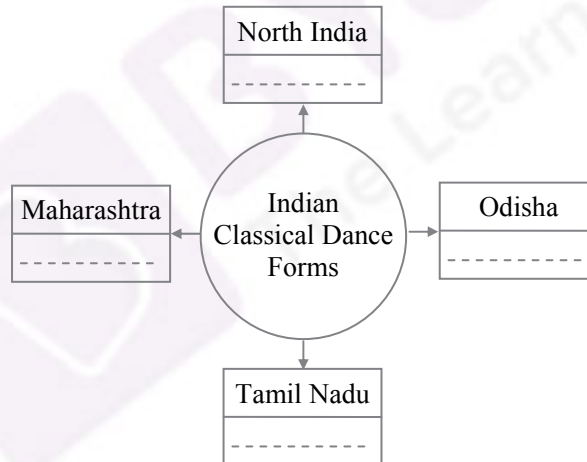 North India
Maharashtra
Indian
Classical Dance
Forms
Odisha
Tamil Nadu